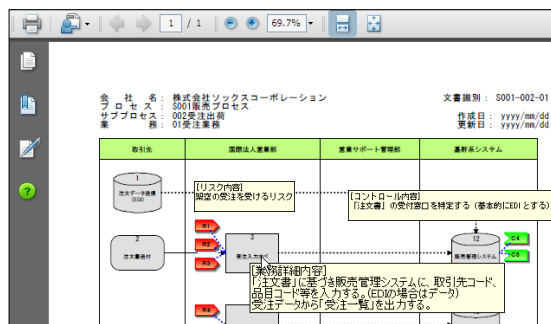 1 / 1
69.7%
会 社 名: 株式会社ソックスコーポレーション
文書識別: S001-002-01
プロセス: S001販売プロセス
サブプロセス: 002受注出荷
作成日: yyyy/mm/dd
業 務: 01受注業務
更新日: yyyy/mm/dd
取引先
国際法人営業部
営業サポート管理部
基幹系システム
1
注文データ送信
(EDI)
[リスク内容]
架空の受注を受けるリスク
[コントロール内容]
「注文書」の受付窓口を特定する (基本的にEDIとする)
R1
2
注文書送付
R2
R3
3
受注入力
12
販売管理システム
C4
C5
[業務詳細内容]
「注文書」に基づき販売管理システムに、取引先コード、
品目コード等を入力する。(EDIの場合はデータ)
受注データから「受注一覧」を出力する。
R4